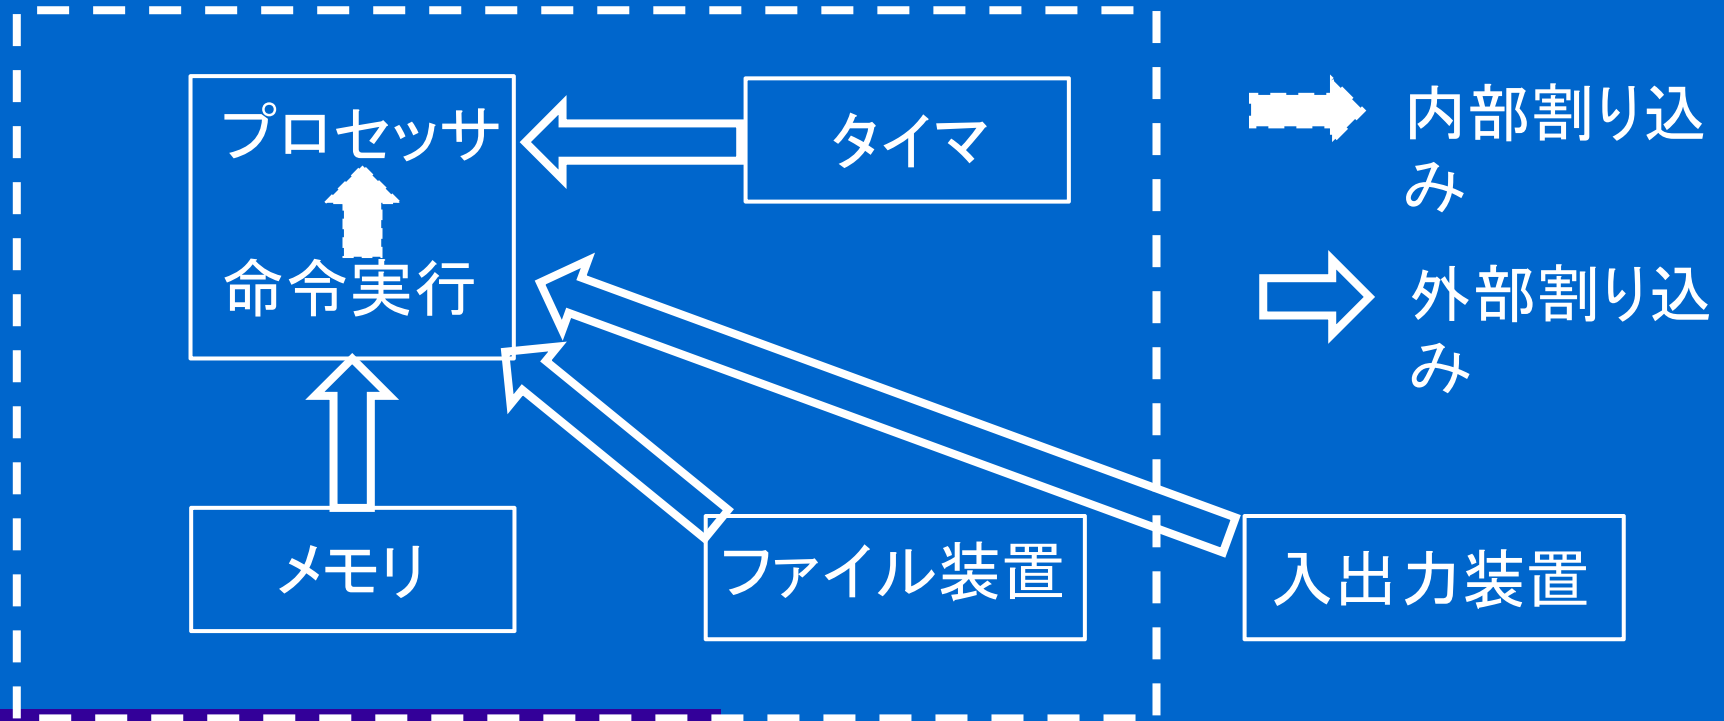 プロセッサ
命令実行
タイマ
メモリ
ファイル装置
入出力装置
内部割り込
み
外部割り込
み